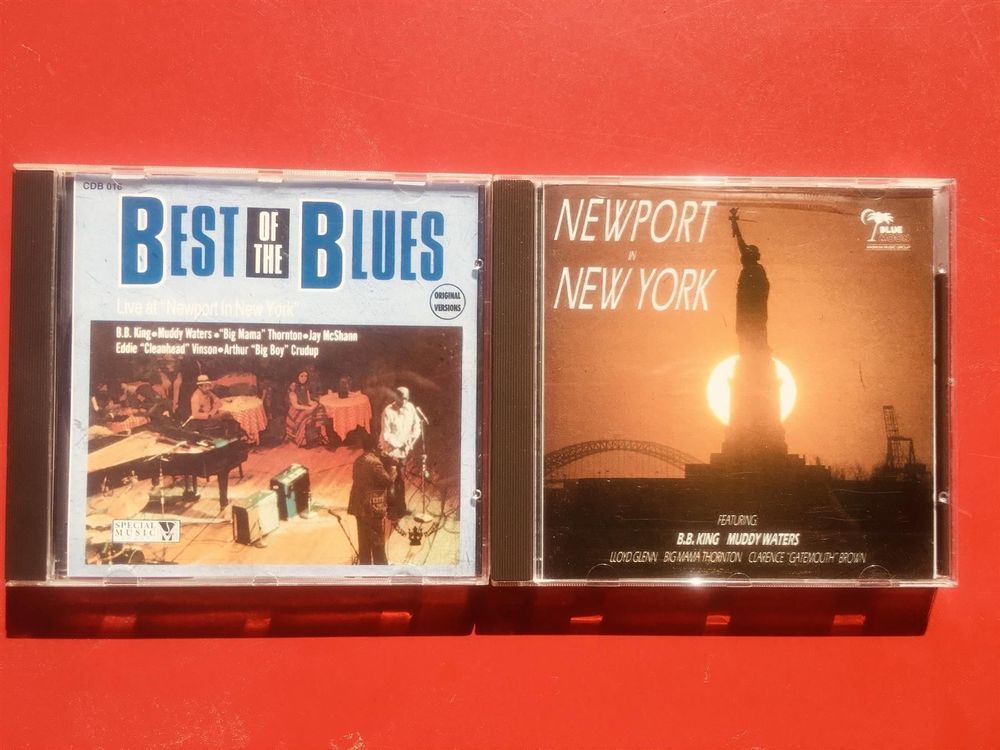 CDB 016
BEST OF THE BLUES
Live at "Newport In New York"
ORIGINAL
VERSIONS
B.B. King•Muddy Waters•"Big Mama" Thornton•Jay McShann
Eddie "Cleanhead" Vinson•Arthur "Big Boy" Crudup
SPECIAL
MUSIC
NEWPORT
IN
NEW YORK
BLUE
MOON
FEATURING:
B.B. KING MUDDY WATERS
LLOYD GLENN BIG MAMA THORNTON CLARENCE "GATEMOUTH" BROWN